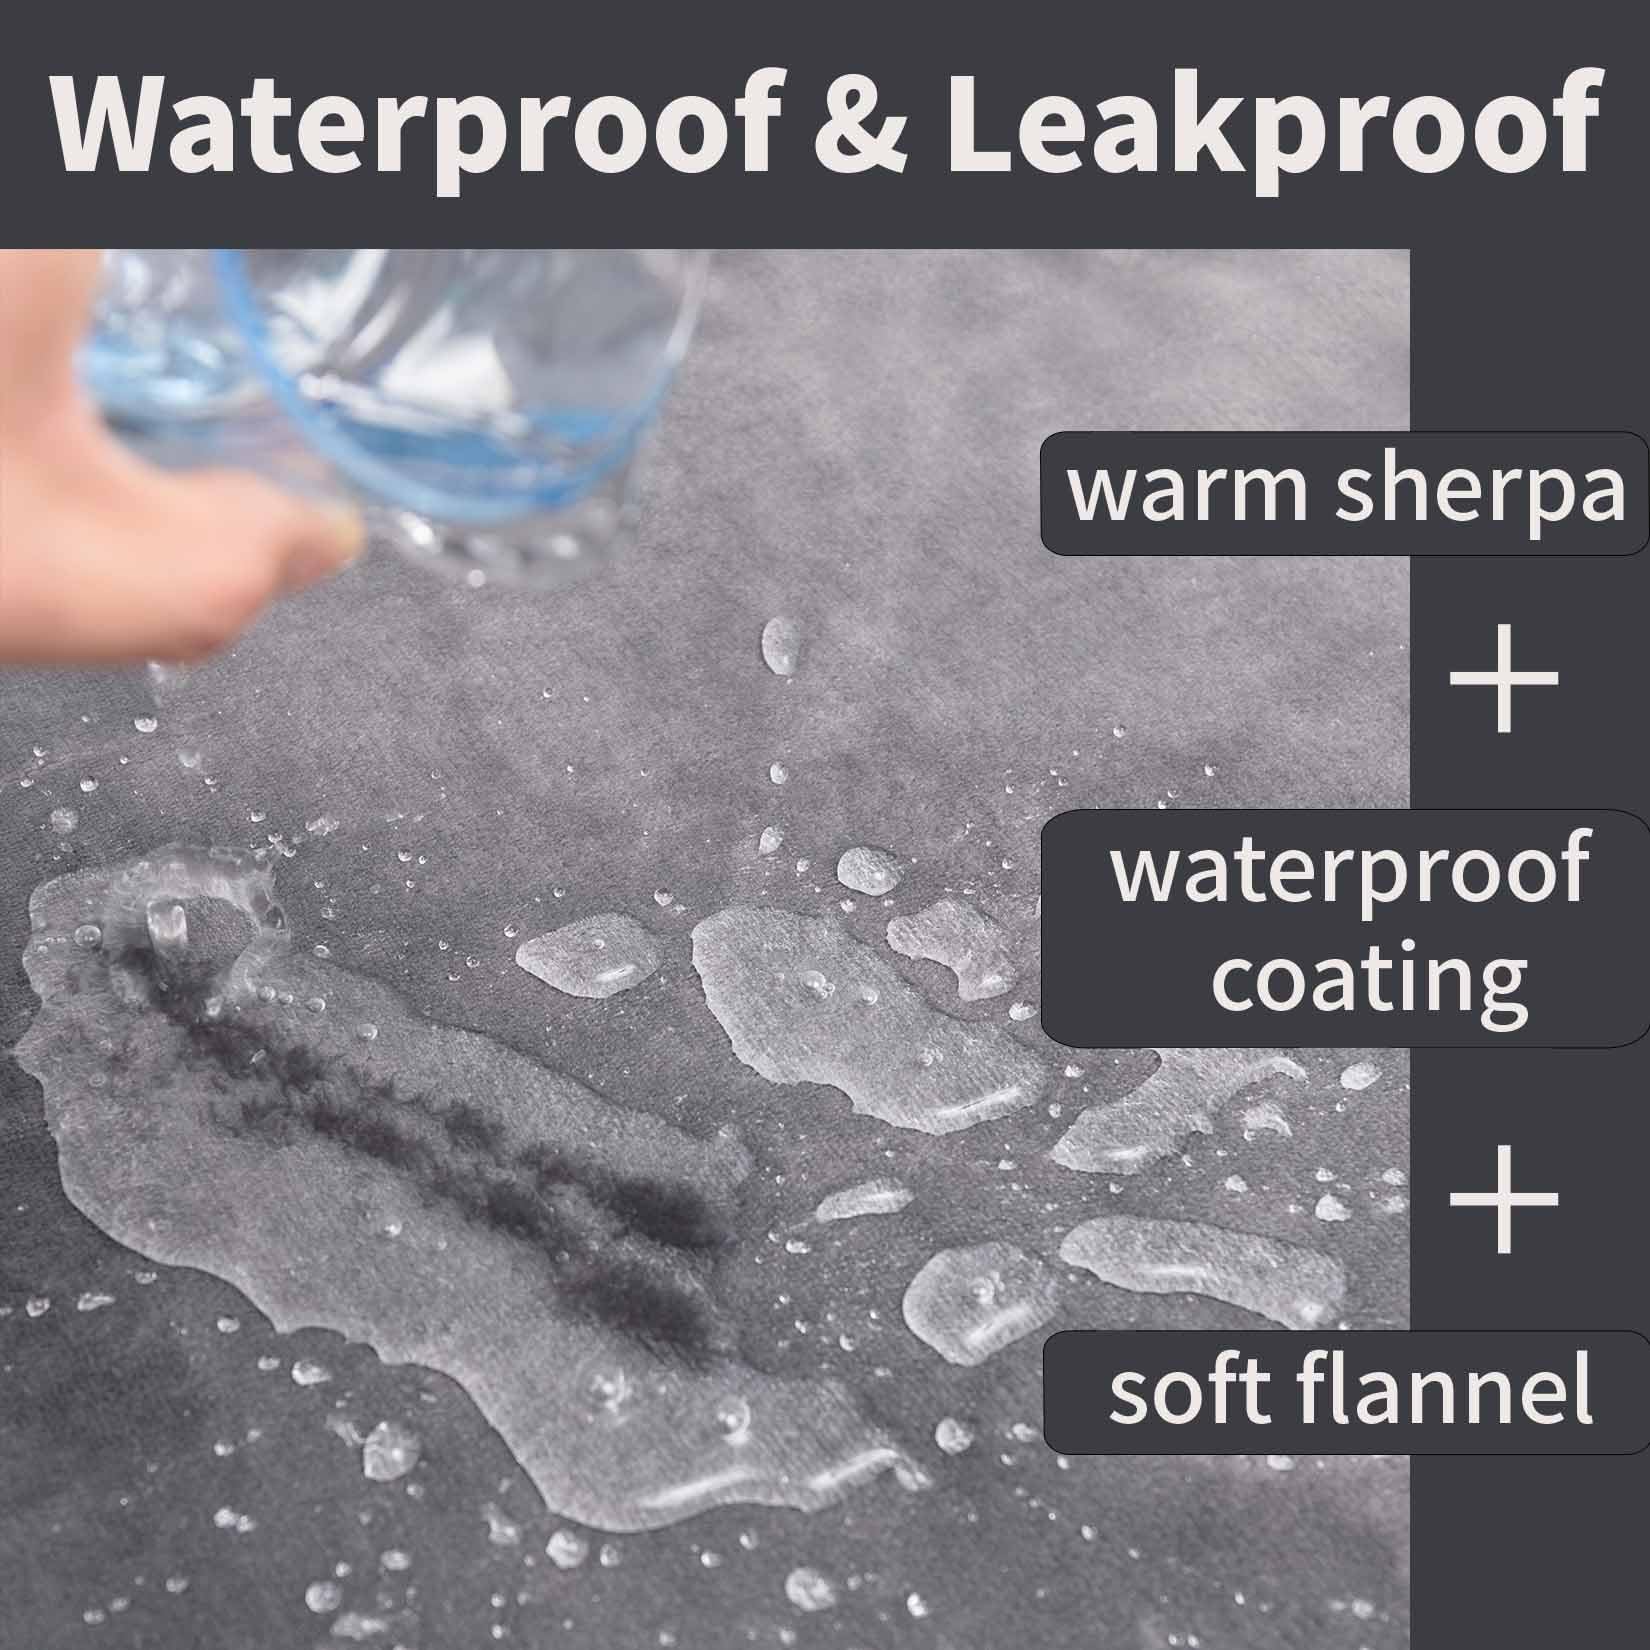 Waterproof & Leakproof
warm sherpa
+
waterproof
coating
+
soft flannel